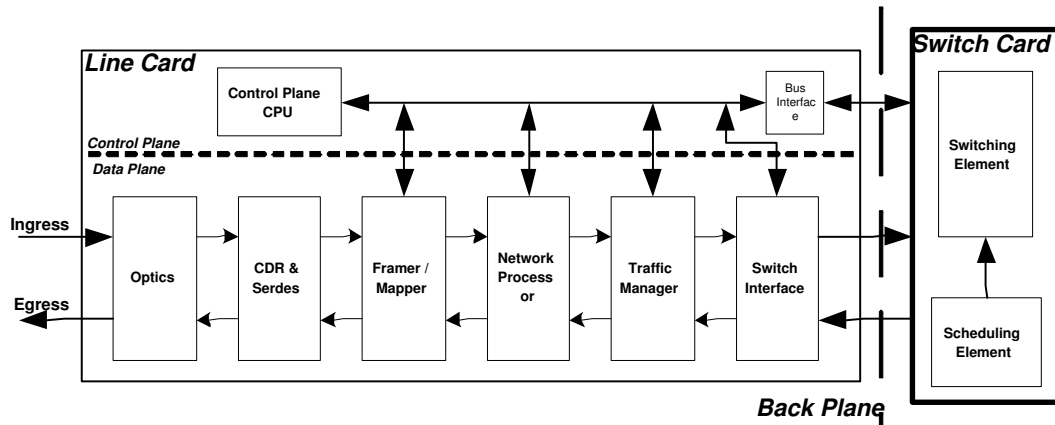 Line Card
Switch Card
Control Plane
CPU
Bus
Interfac
e
Control Plane
Data Plane
Switching
Element
Ingress
Egress
Optics
CDR &
Serdes
Framer /
Mapper
Network
Process
or
Traffic
Manager
Switch
Interface
Scheduling
Element
Back Plane